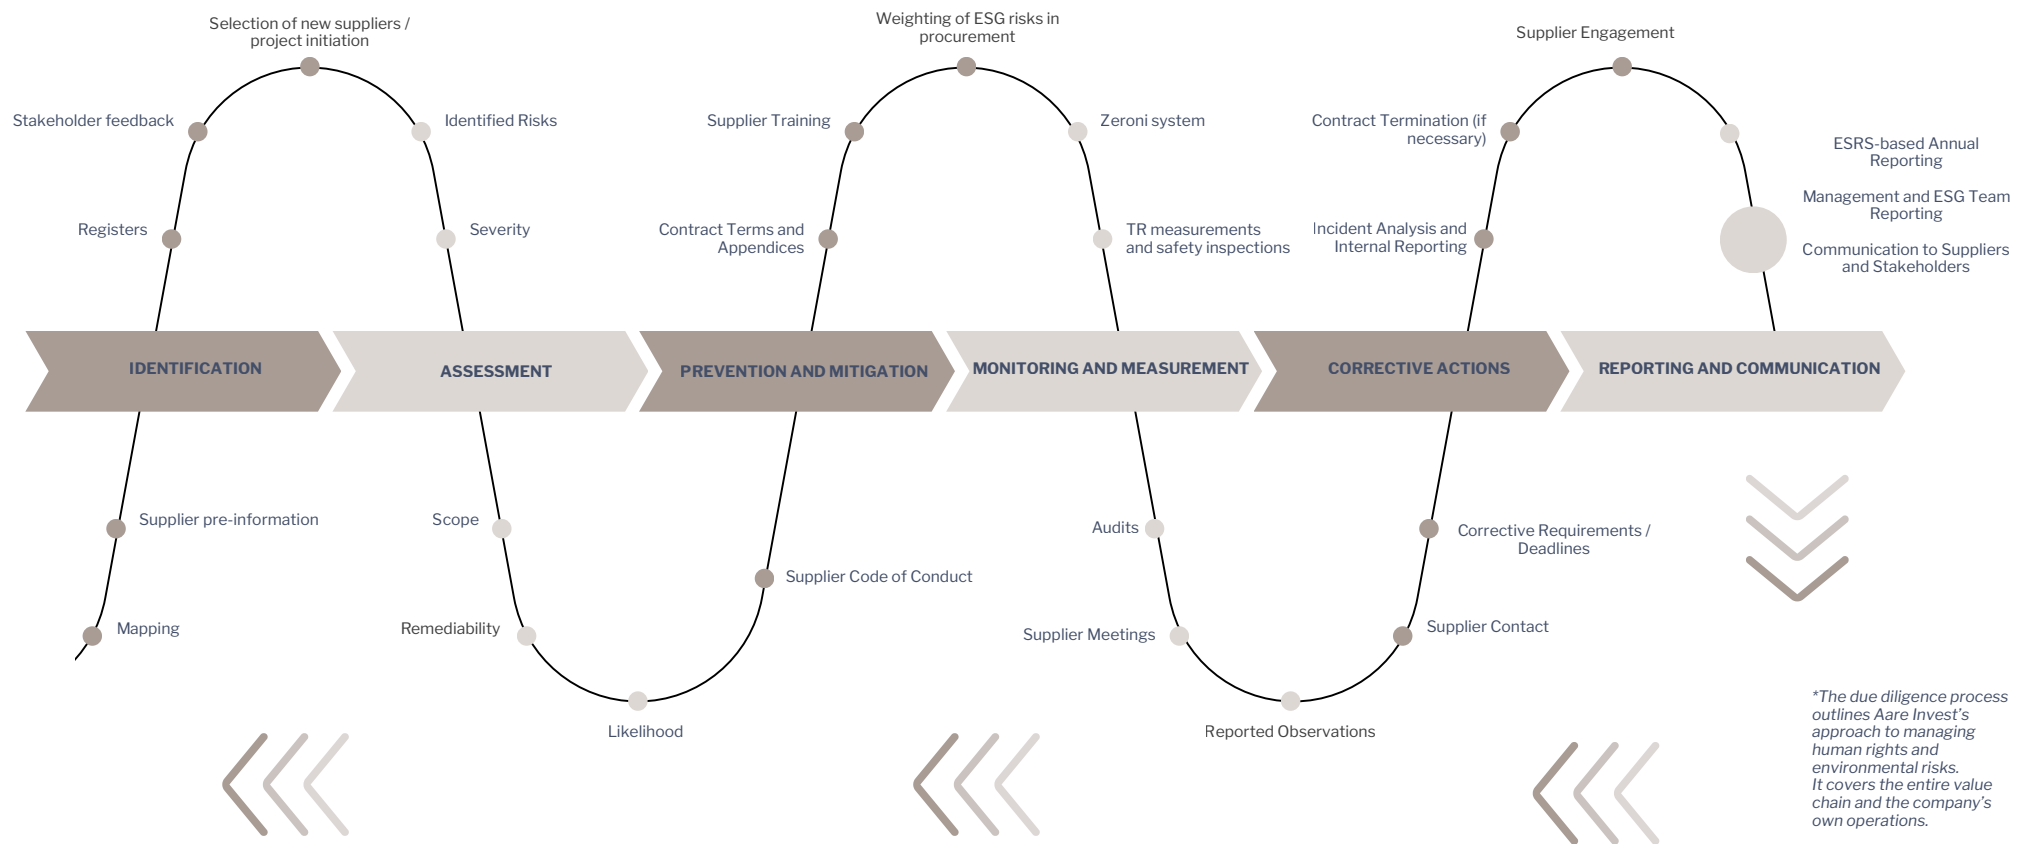 Selection of new suppliers /
project initiation
Weighting of ESG risks in
procurement
Supplier Engagement
Stakeholder feedback
Identified Risks
Supplier Training
Zeroni system
Contract Termination (if
necessary)
ESRS-based Annual
Reporting
Management and ESG Team
Reporting
Communication to Suppliers
and Stakeholders
Registers
Severity
Contract Terms and
Appendices
TR measurements
and safety inspections
Incident Analysis and
Internal Reporting
IDENTIFICATION
ASSESSMENT
PREVENTION AND MITIGATION
MONITORING AND MEASUREMENT
CORRECTIVE ACTIONS
REPORTING AND COMMUNICATION
Supplier pre-information
Scope
Audits
Corrective Requirements /
Deadlines
Supplier Code of Conduct
Mapping
Remediability
Supplier Meetings
Supplier Contact
Likelihood
Reported Observations
*The due diligence process
outlines Aare Invest's
approach to managing
human rights and
environmental risks.
It covers the entire value
chain and the company's
own operations.